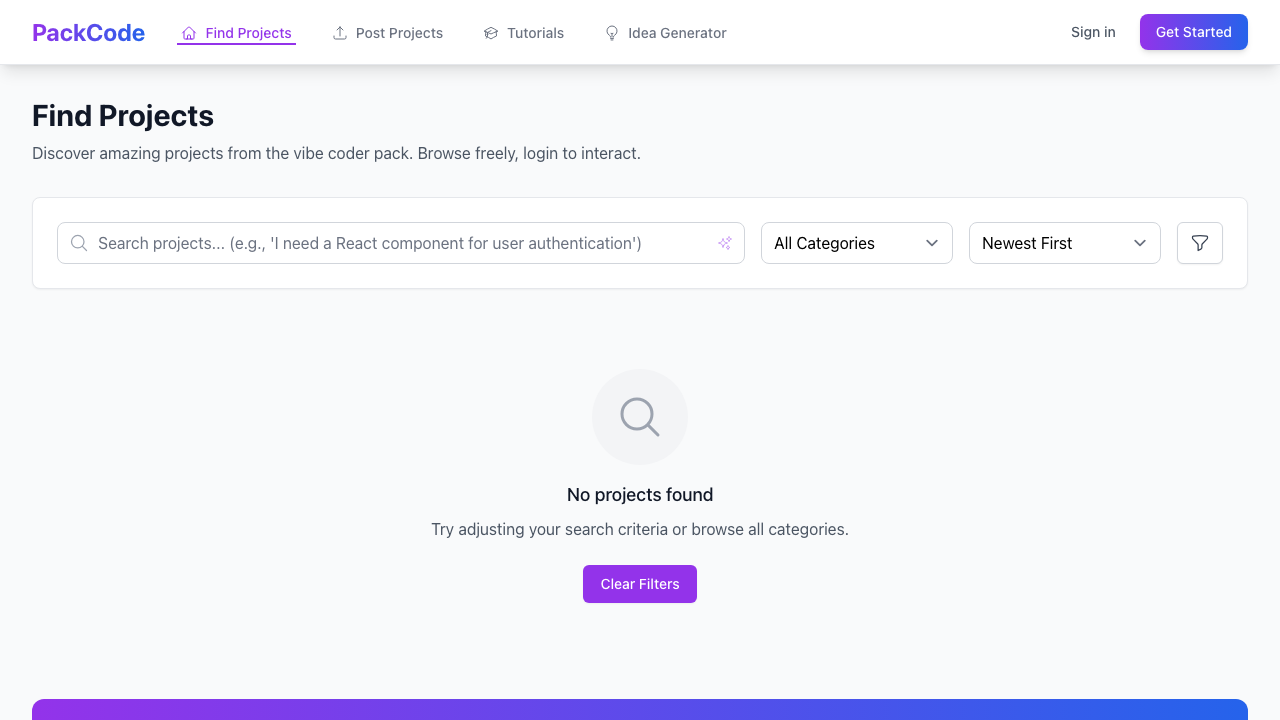 PackCode
Find Projects
Post Projects
Tutorials
Idea Generator
Sign in
Get Started
Find Projects
Discover amazing projects from the vibe coder pack. Browse freely, login to interact.
Search projects... (e.g., 'I need a React component for user authentication')
All Categories
Newest First
No projects found
Try adjusting your search criteria or browse all categories.
Clear Filters